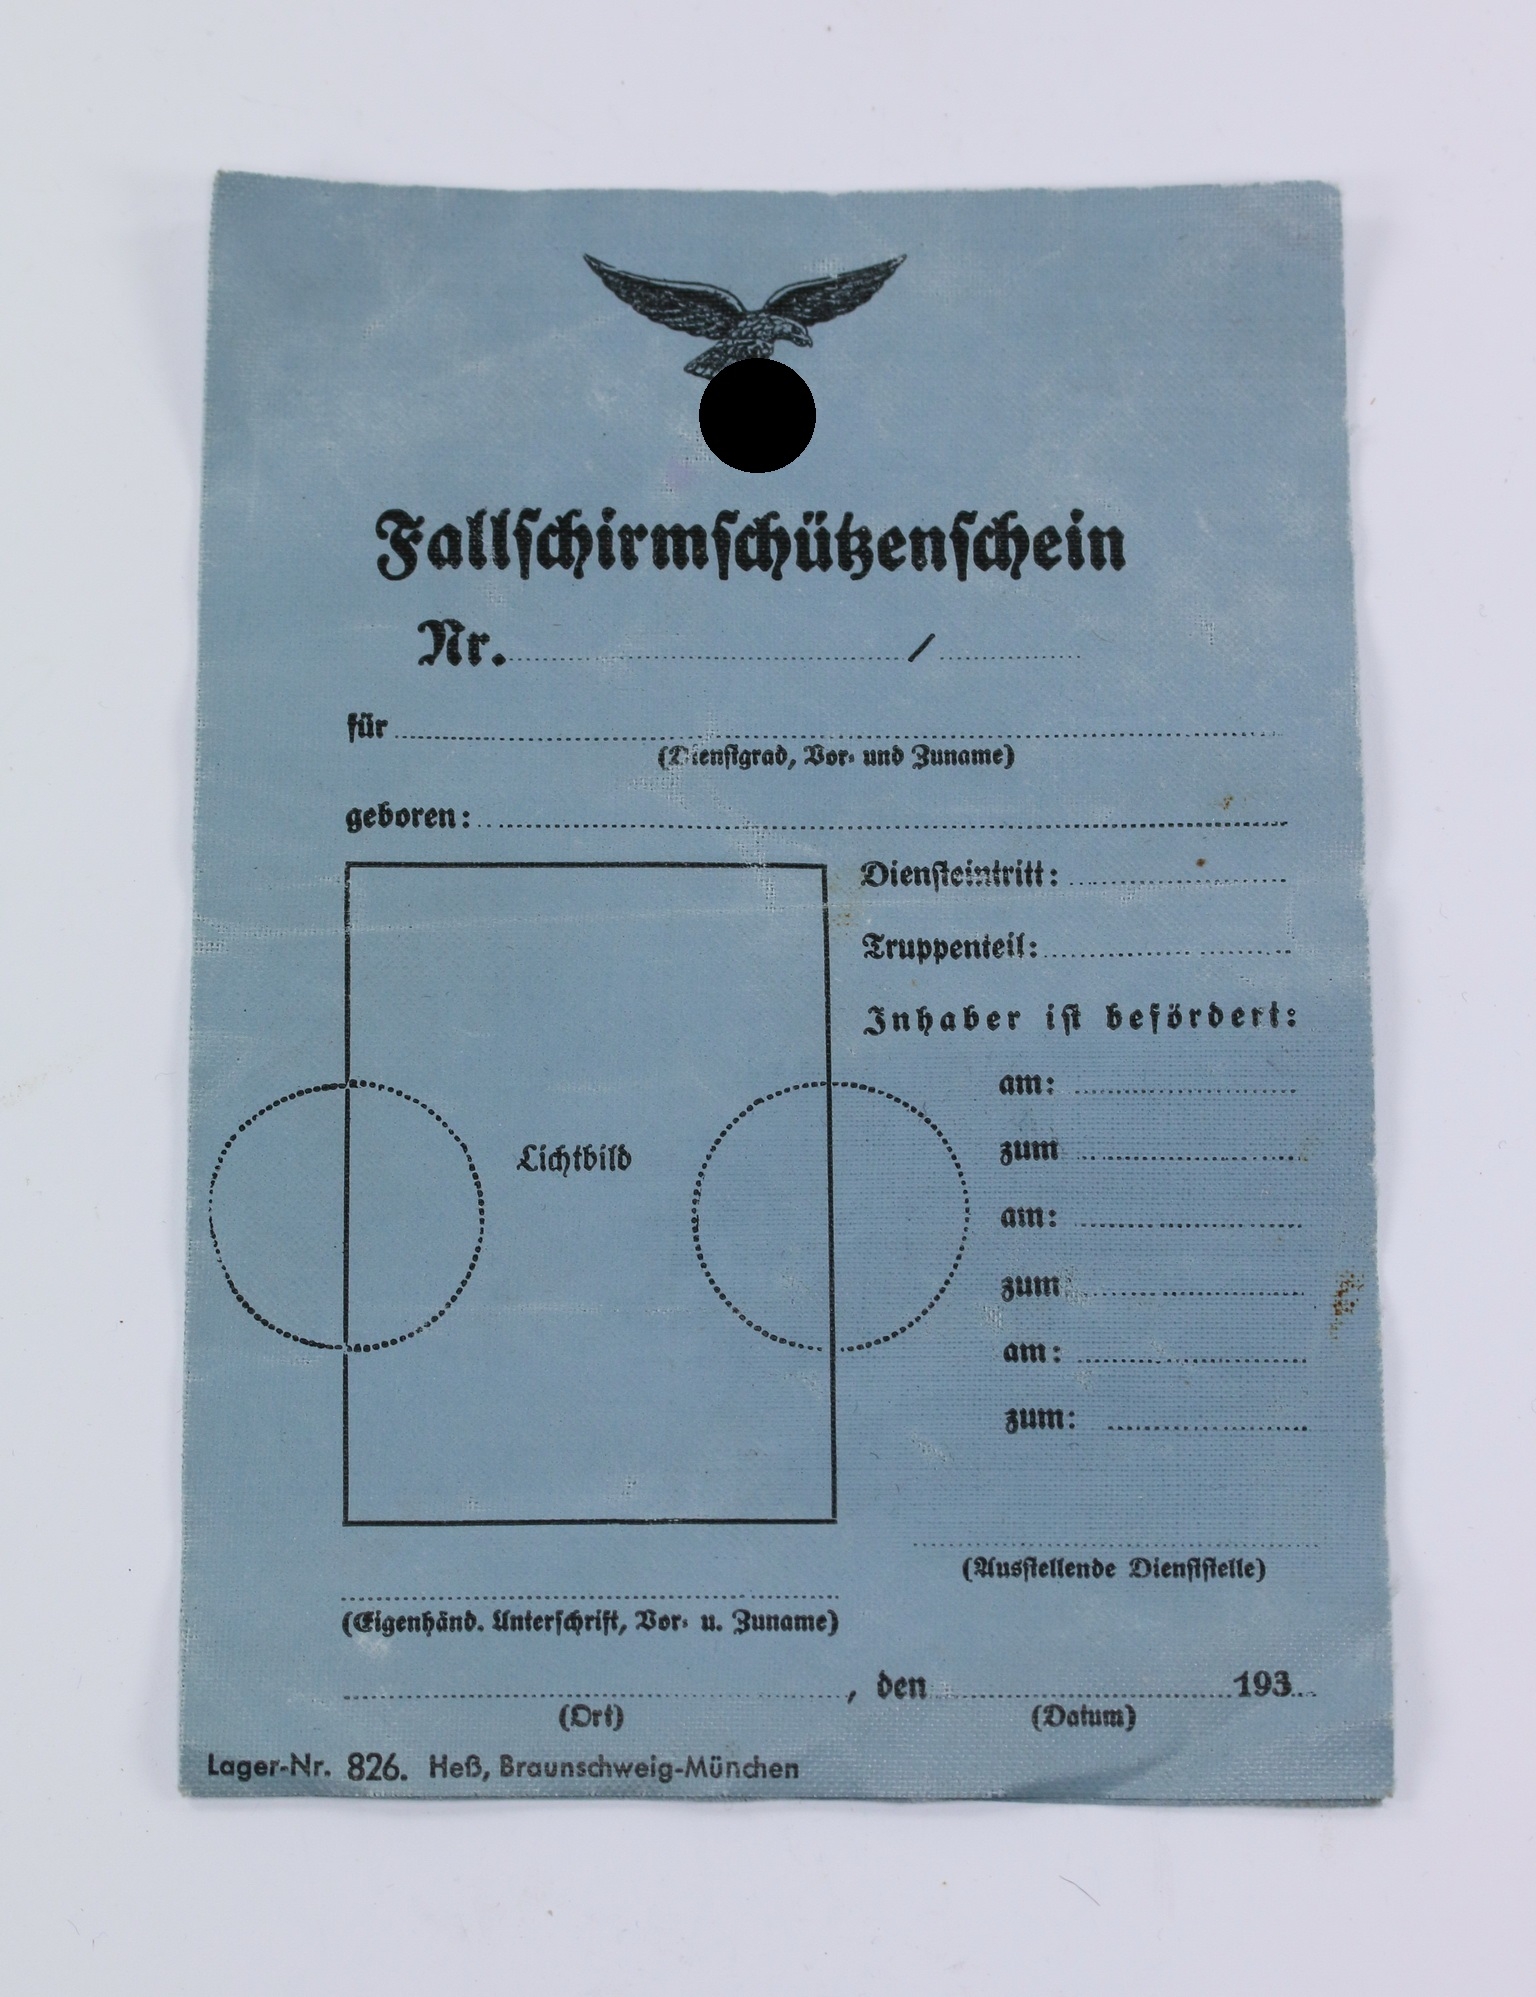 Fallschirmschützenschein
Nr. /
für
(Dienstgrad, Vor- und Zuname)
geboren:
Diensteintritt:
Truppenteil:
Inhaber ist befördert:
am:
zum
am:
zum
am:
zum:
Lichtbild
(Ausstellende Dienststelle)
(Eigenhänd. Unterschrift, Vor- u. Zuname)
, den 193
(Ort) (Datum)
Lager-Nr. 826. Heß, Braunschweig-München